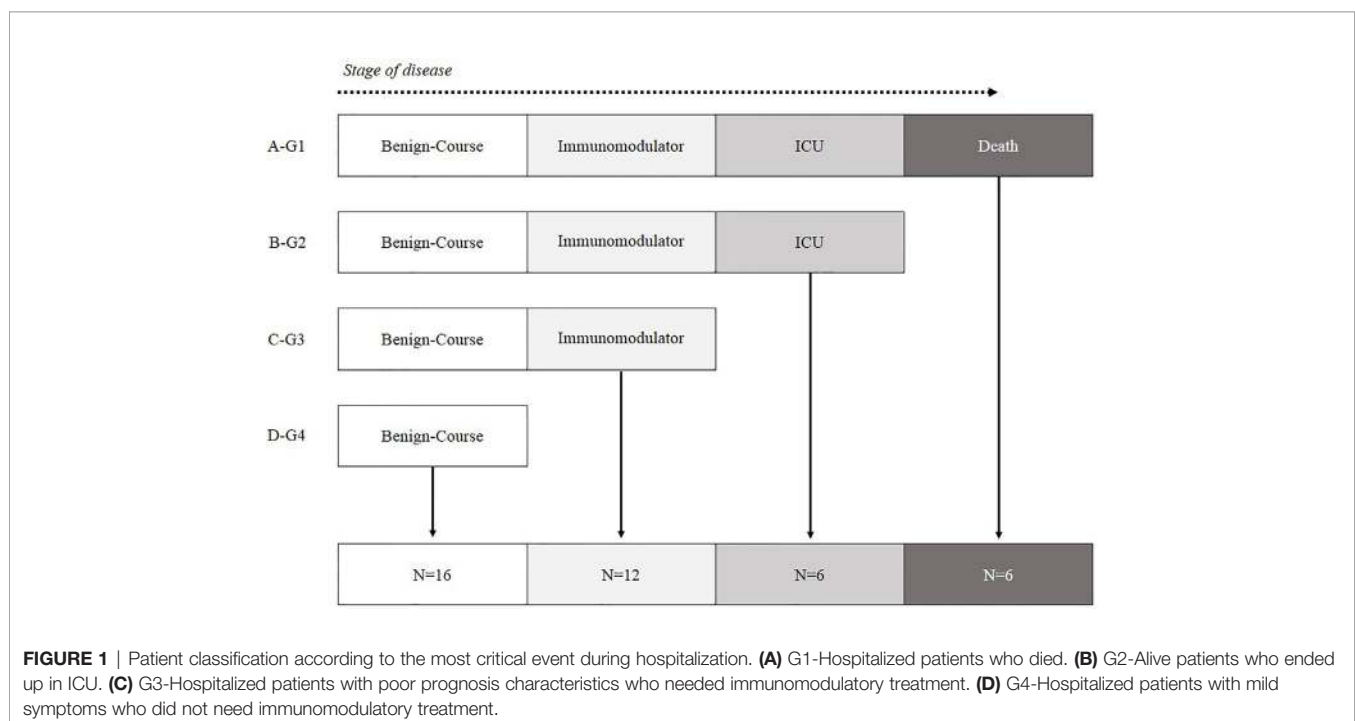 Stage of disease
A-G1 Benign-Course Immunomodulator ICU Death
B-G2 Benign-Course Immunomodulator ICU
C-G3 Benign-Course Immunomodulator
D-G4 Benign-Course
N=16 N=12 N=6 N=6
FIGURE 1 | Patient classification according to the most critical event during hospitalization. (A) G1-Hospitalized patients who died. (B) G2-Alive patients who ended
up in ICU. (C) G3-Hospitalized patients with poor prognosis characteristics who needed immunomodulatory treatment. (D) G4-Hospitalized patients with mild
symptoms who did not need immunomodulatory treatment.